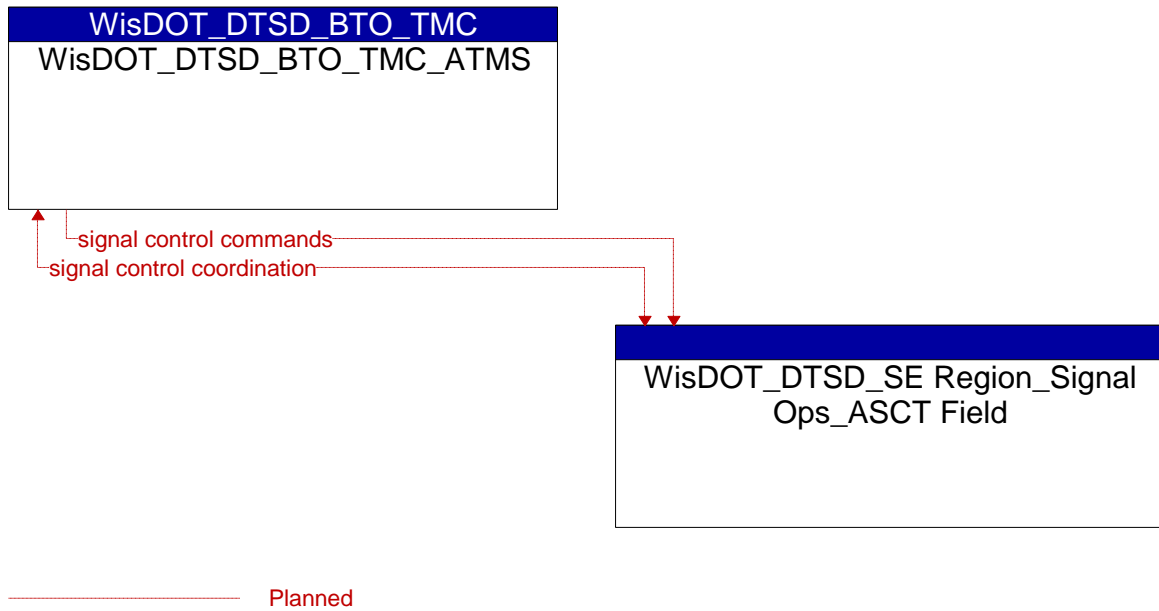 WisDOT_DTSD_BTO_TMC
WisDOT_DTSD_BTO_TMC_ATMS
signal control commands
signal control coordination
WisDOT_DTSD_SE Region_Signal
Ops_ASCT Field
Planned